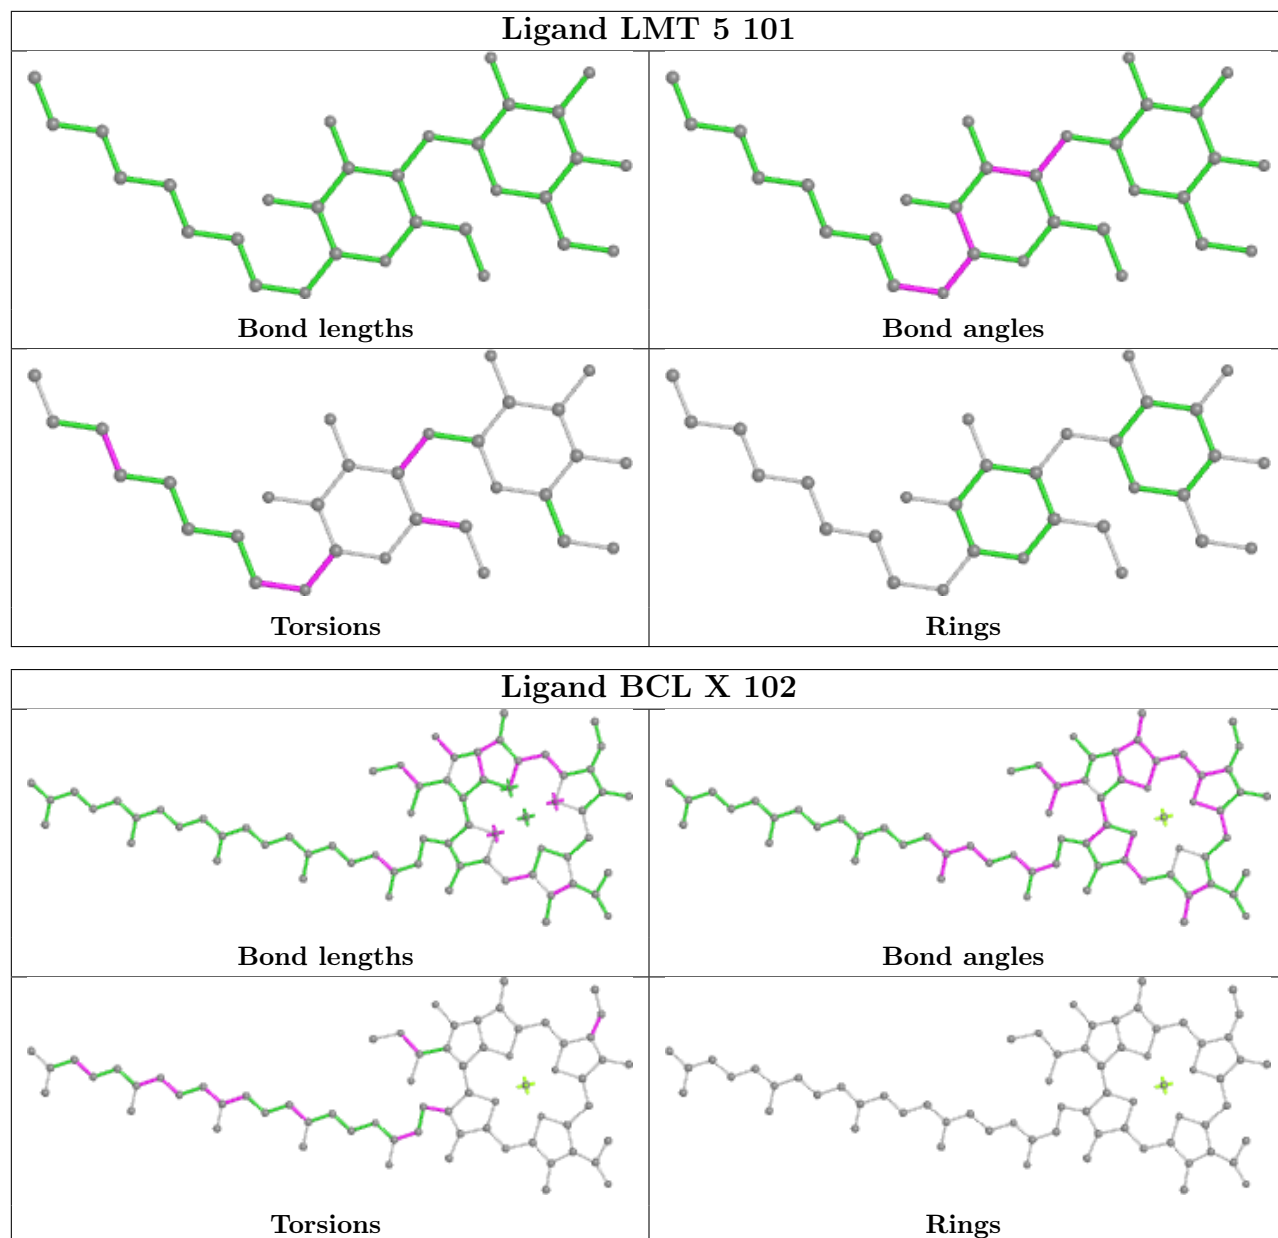 Ligand LMT 5 101
Bond lengths
Bond angles
Torsions
Rings
Ligand BCL X 102
Bond lengths
Bond angles
Torsions
Rings